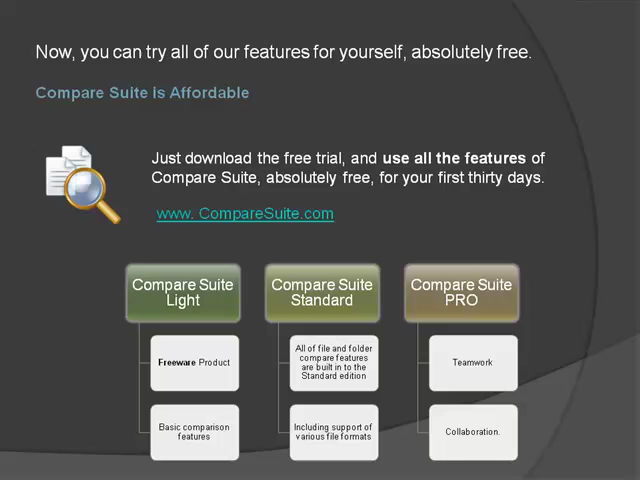 Now, you can try all of our features for yourself, absolutely free.
Compare Suite is Affordable
Just download the free trial, and use all the features of
Compare Suite, absolutely free, for your first thirty days.
www. CompareSuite.com
Compare Suite
Light
Compare Suite
Standard
Compare Suite
PRO
Freeware Product
All of file and folder
compare features
are built in to the
Standard edition
Teamwork
Basic comparison
features
Including support of
various file formats
Collaboration.